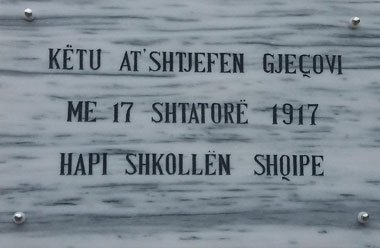 KËTU AT'SHTJEFEN GJEÇOVI
ME 17 SHTATORË 1917
HAPI SHKOLLËN SHQIPE